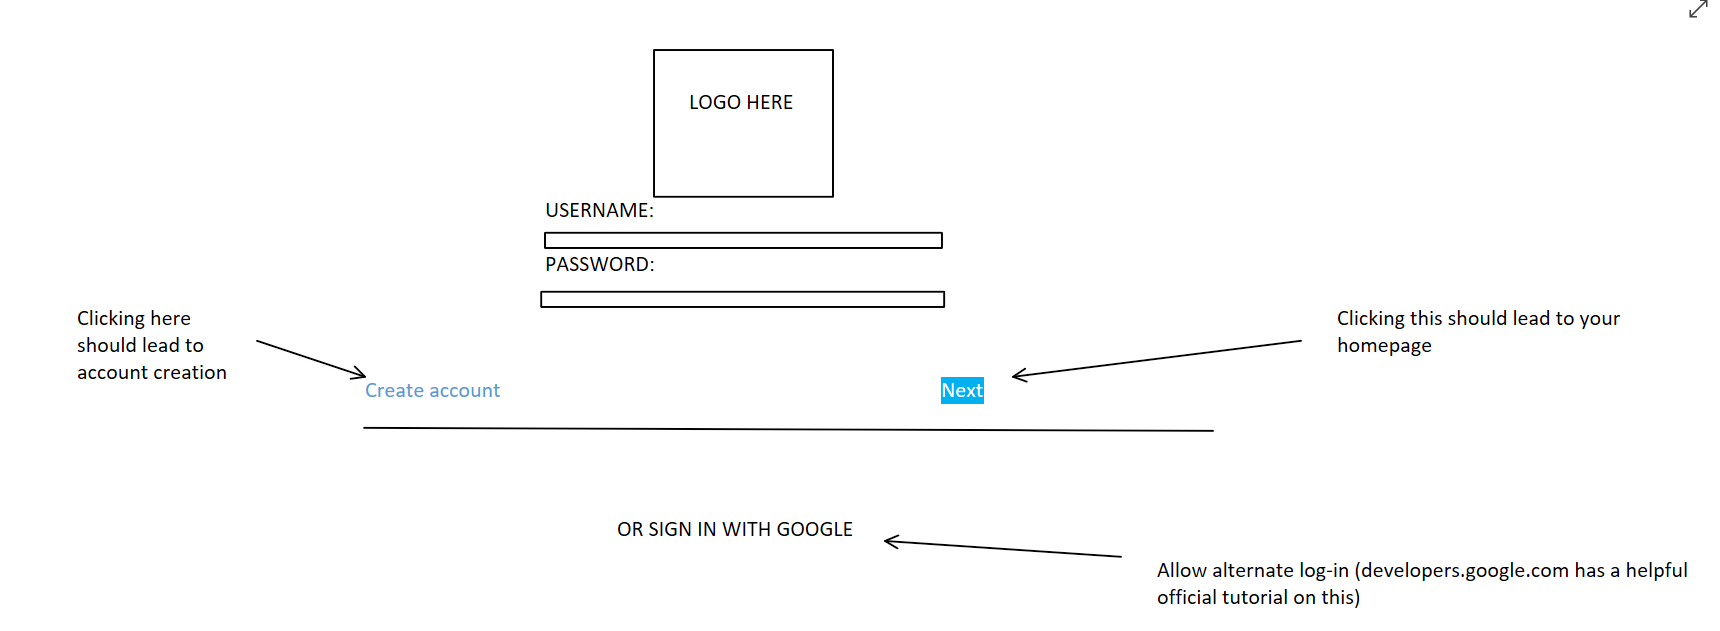 LOGO HERE
USERNAME:
PASSWORD:
Clicking here
should lead to
account creation
Clicking this should lead to your
homepage
Create account
Next
OR SIGN IN WITH GOOGLE
Allow alternate log-in (developers.google.com has a helpful
official tutorial on this)